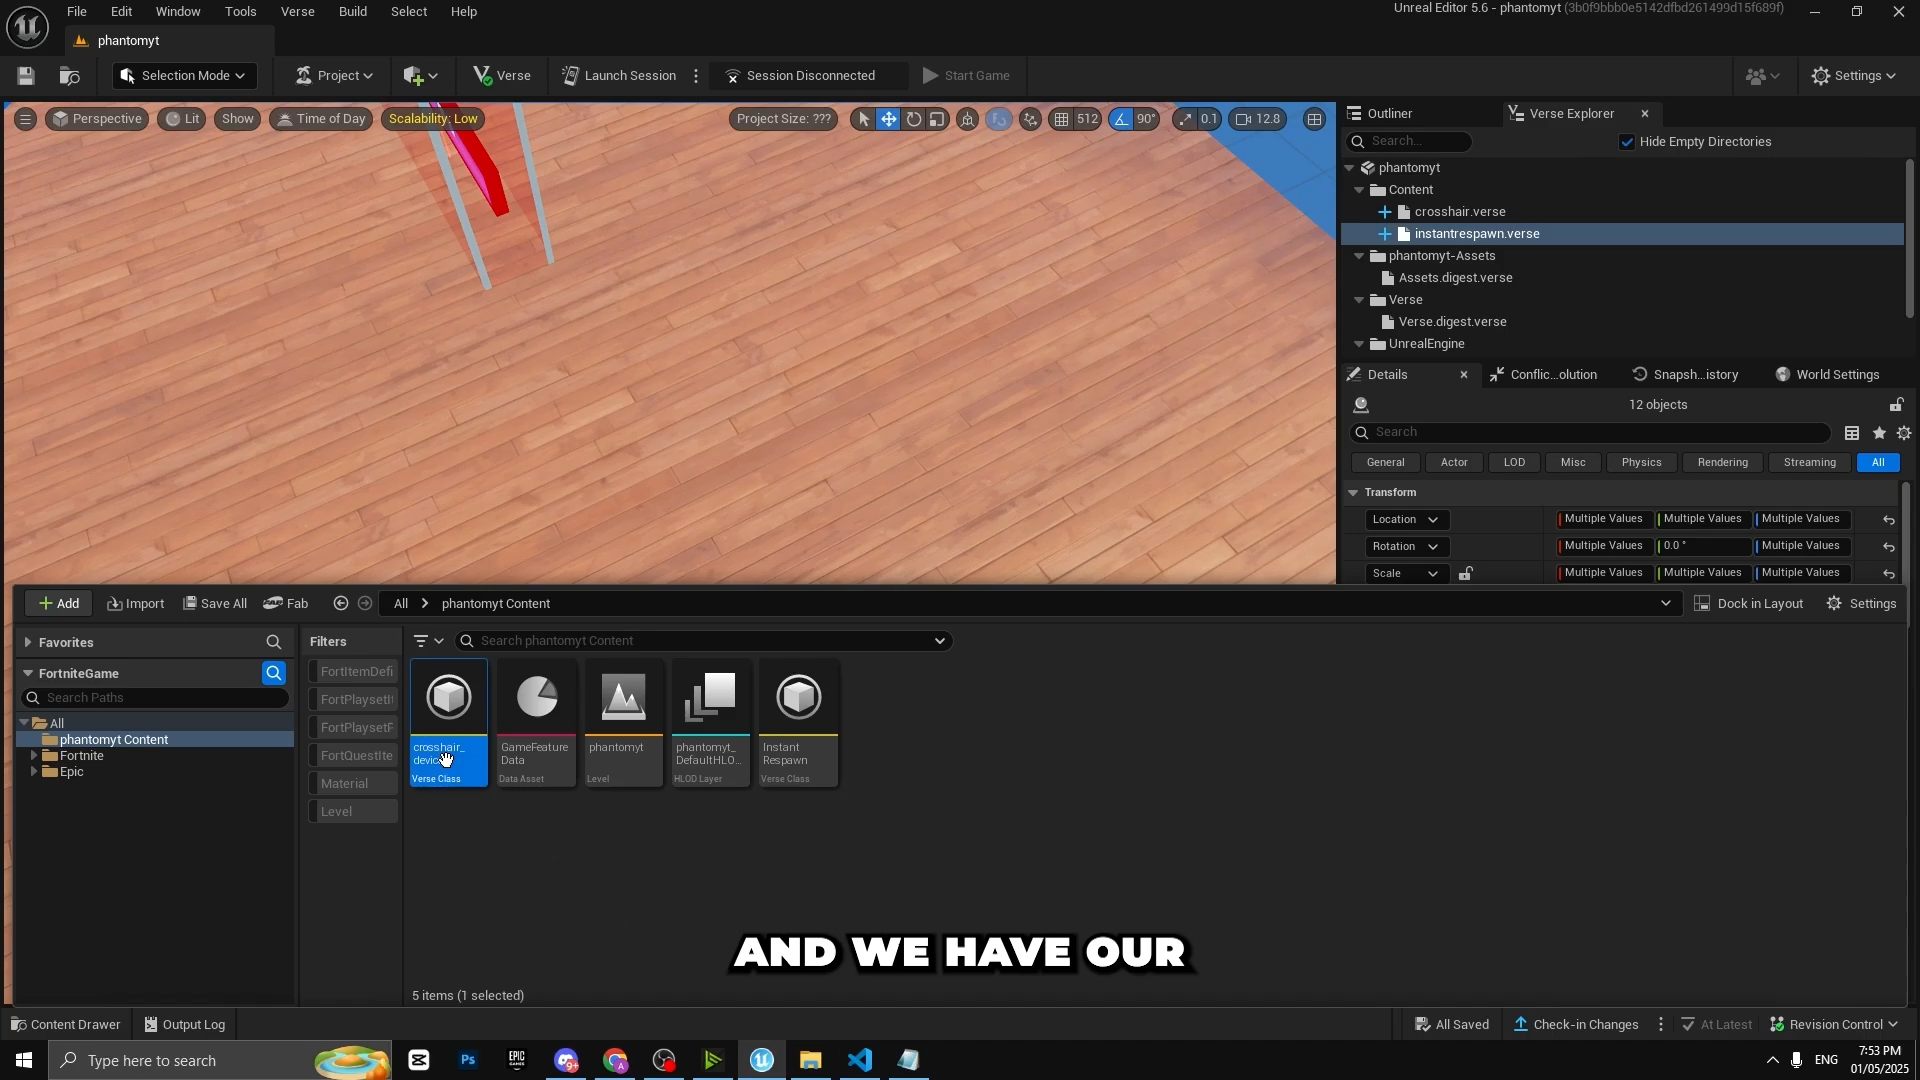 File Edit Window Tools Verse Build Select Help
Unreal Editor 5.6 - phantomyt (3b0f9bbb0e5142dfbd261499d15f689f)
phantomyt
Selection Mode Project Verse Launch Session Session Disconnected Start Game Settings
Perspective Lit Show Time of Day Scalability: Low Project Size: ??? 512 90° 0.1 12.8
Outliner Verse Explorer
Search... Hide Empty Directories
phantomyt
Content
crosshair.verse
instantrespawn.verse
phantomyt-Assets
Assets.digest.verse
Verse
Verse.digest.verse
UnrealEngine
Details Conflic...olution Snapsh...istory World Settings
12 objects
Search
General Actor LOD Misc Physics Rendering Streaming All
Transform
Location Multiple Values Multiple Values Multiple Values
Rotation Multiple Values 0.0 ° Multiple Values
Scale Multiple Values Multiple Values Multiple Values
Add Import Save All Fab All > phantomyt Content Dock in Layout Settings
Favorites
FortniteGame
Search Paths
All
phantomyt Content
Fortnite
Epic
Filters
FortItemDefi
FortPlaysetI
FortPlaysetF
FortQuestIte
Material
Level
Search phantomyt Content
crosshair_
Verse Class
GameFeature
Data
Data Asset
phantomyt
Level
phantomyt_
DefaultHLO...
HLOD Layer
Instant
Respawn
Verse Class
AND WE HAVE OUR
5 items (1 selected)
Content Drawer Output Log All Saved Check-in Changes At Latest Revision Control
Type here to search
Ps
EPIC GAMES
9+
A
ENG
7:53 PM
01/05/2025